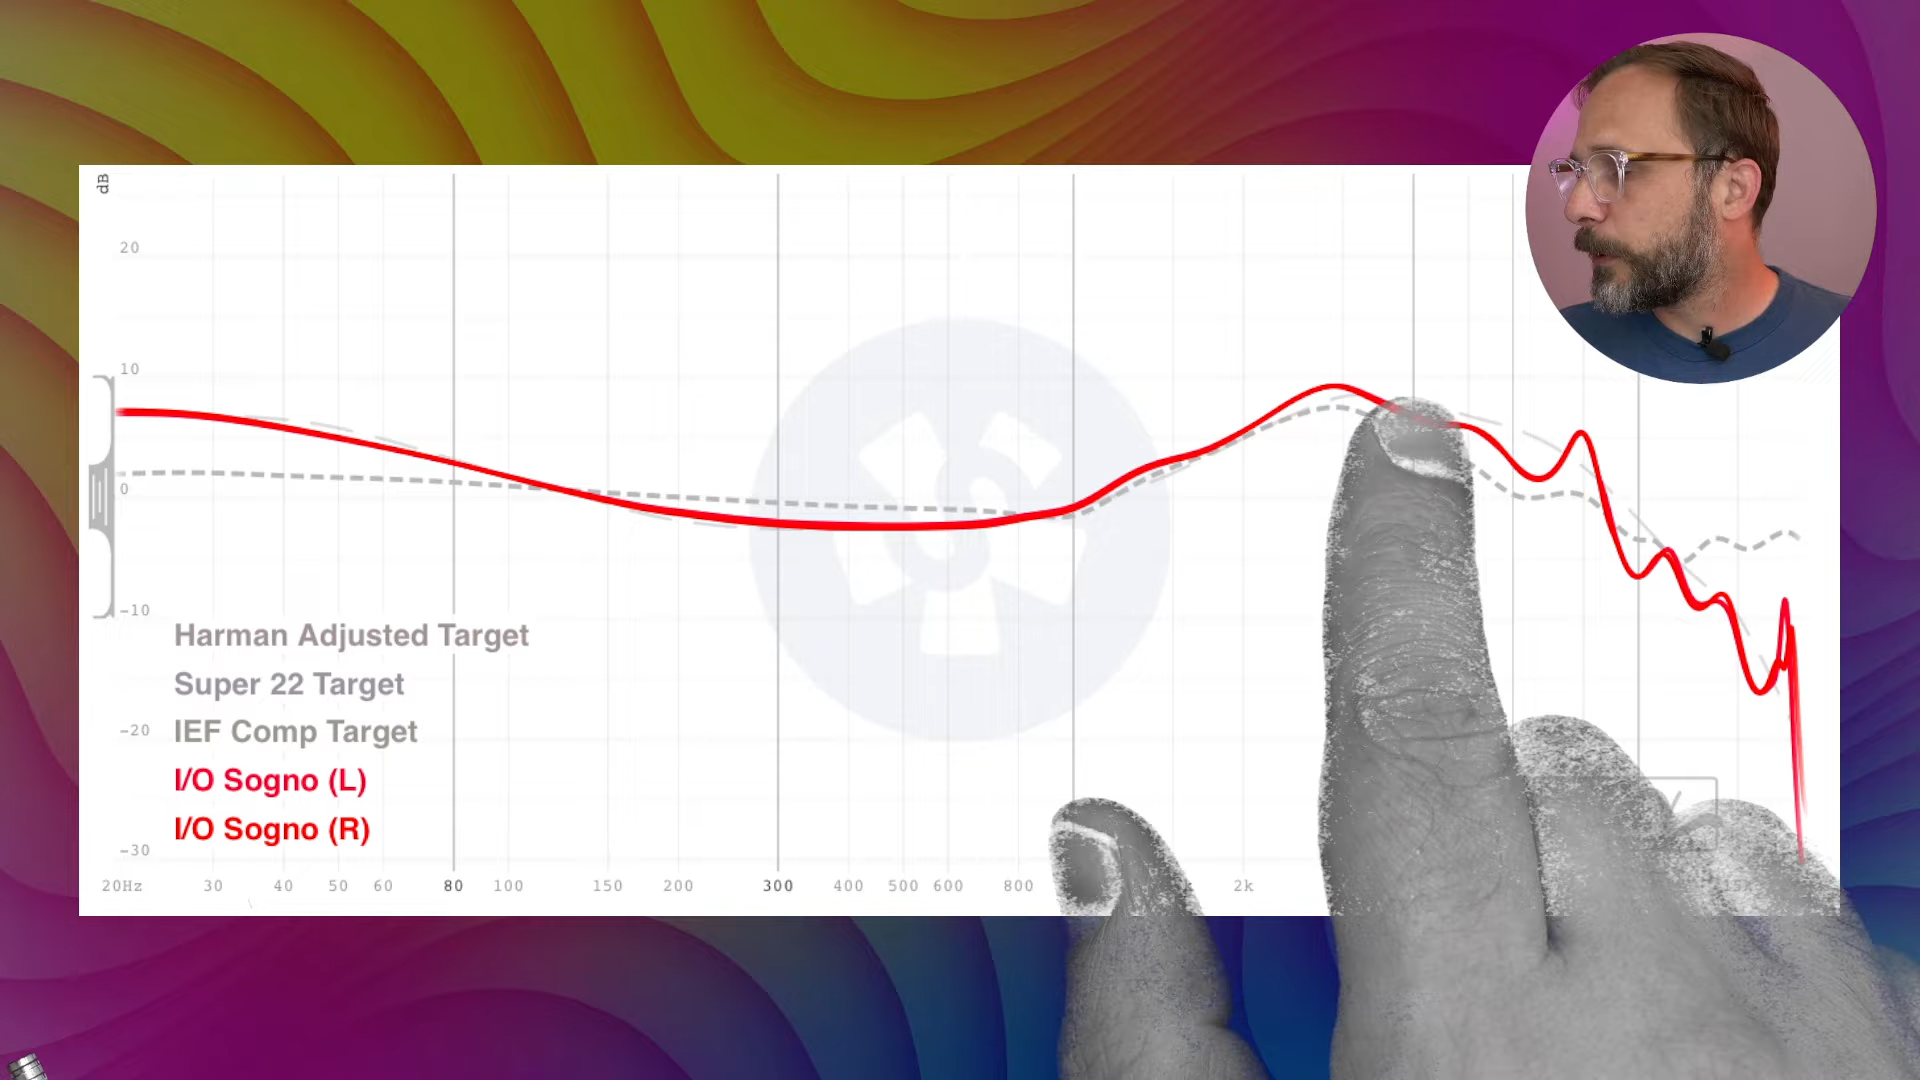 dB
20
10
0
-10
Harman Adjusted Target
Super 22 Target
-20
IEF Comp Target
I/O Sogno (L)
I/O Sogno (R)
-30
20Hz 30 40 50 60 80 100 150 200 300 400 500 600 800 2k